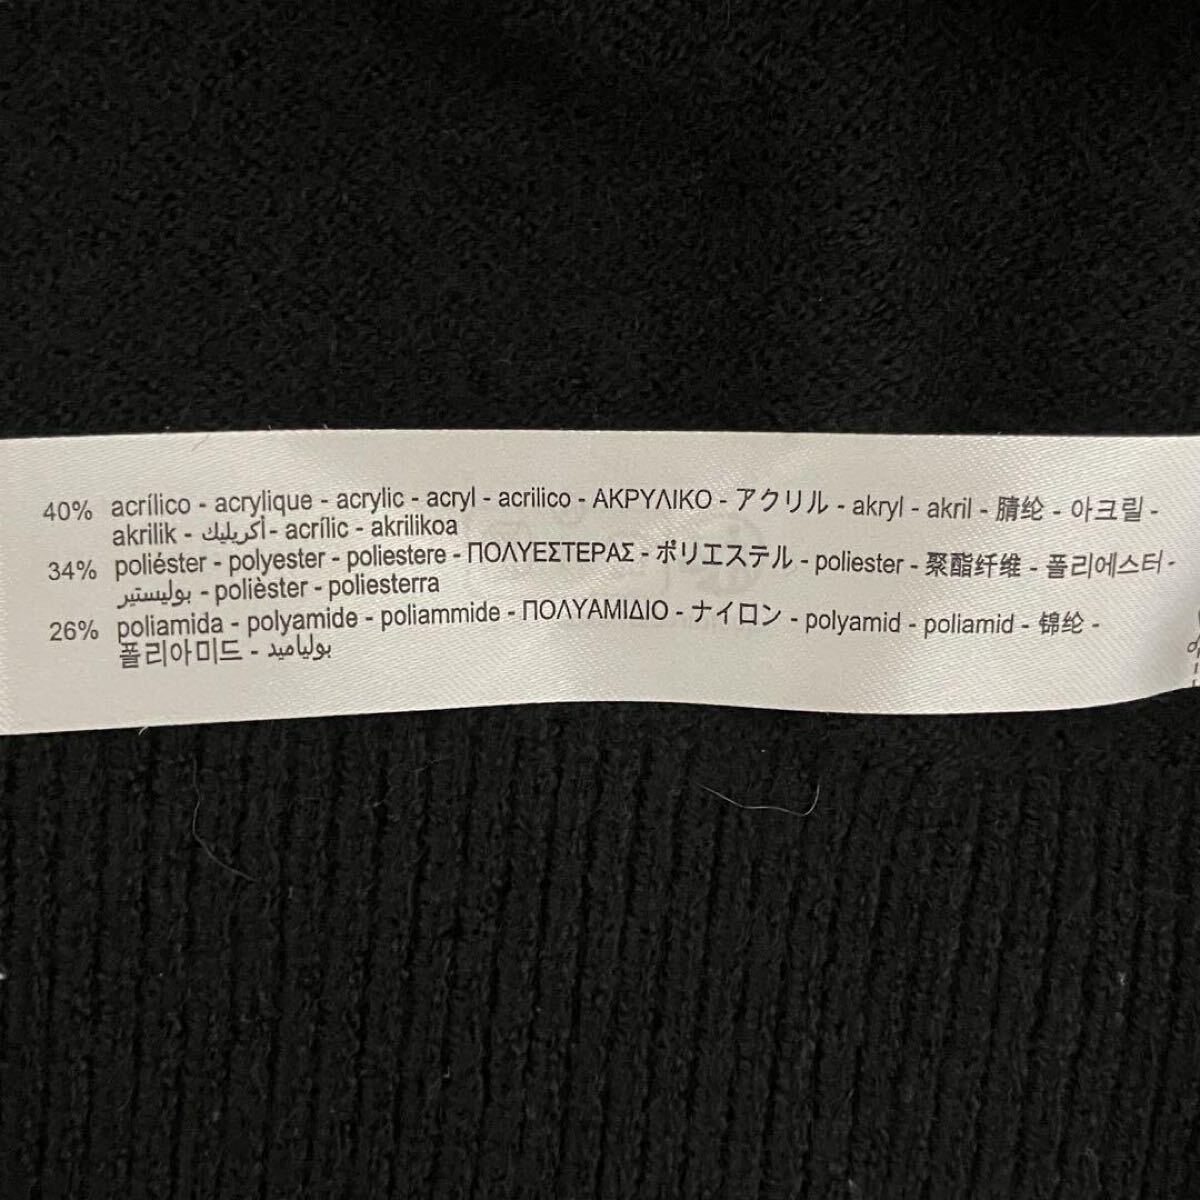 40% acrílico - acrylique - acrylic - acryl - acrilico - ΑΚΡΥΛΙΚΟ - アクリル - akryl - akril - 腈纶 - 아크릴 -
akrilik - أكريليك - acrílic - akrilikoa
34% poliéster - polyester - poliestere - ΠΟΛΥΕΣΤΕΡΑΣ - ポリエステル - poliester - 聚酯纤维 - 폴리에스터 -
بوليستير - polièster - poliesterra
26% poliamida - polyamide - poliammide - ΠΟΛΥΑΜΙΔΙΟ - ナイロン - polyamid - poliamid - 锦纶 -
폴리아미드 - بولياميد